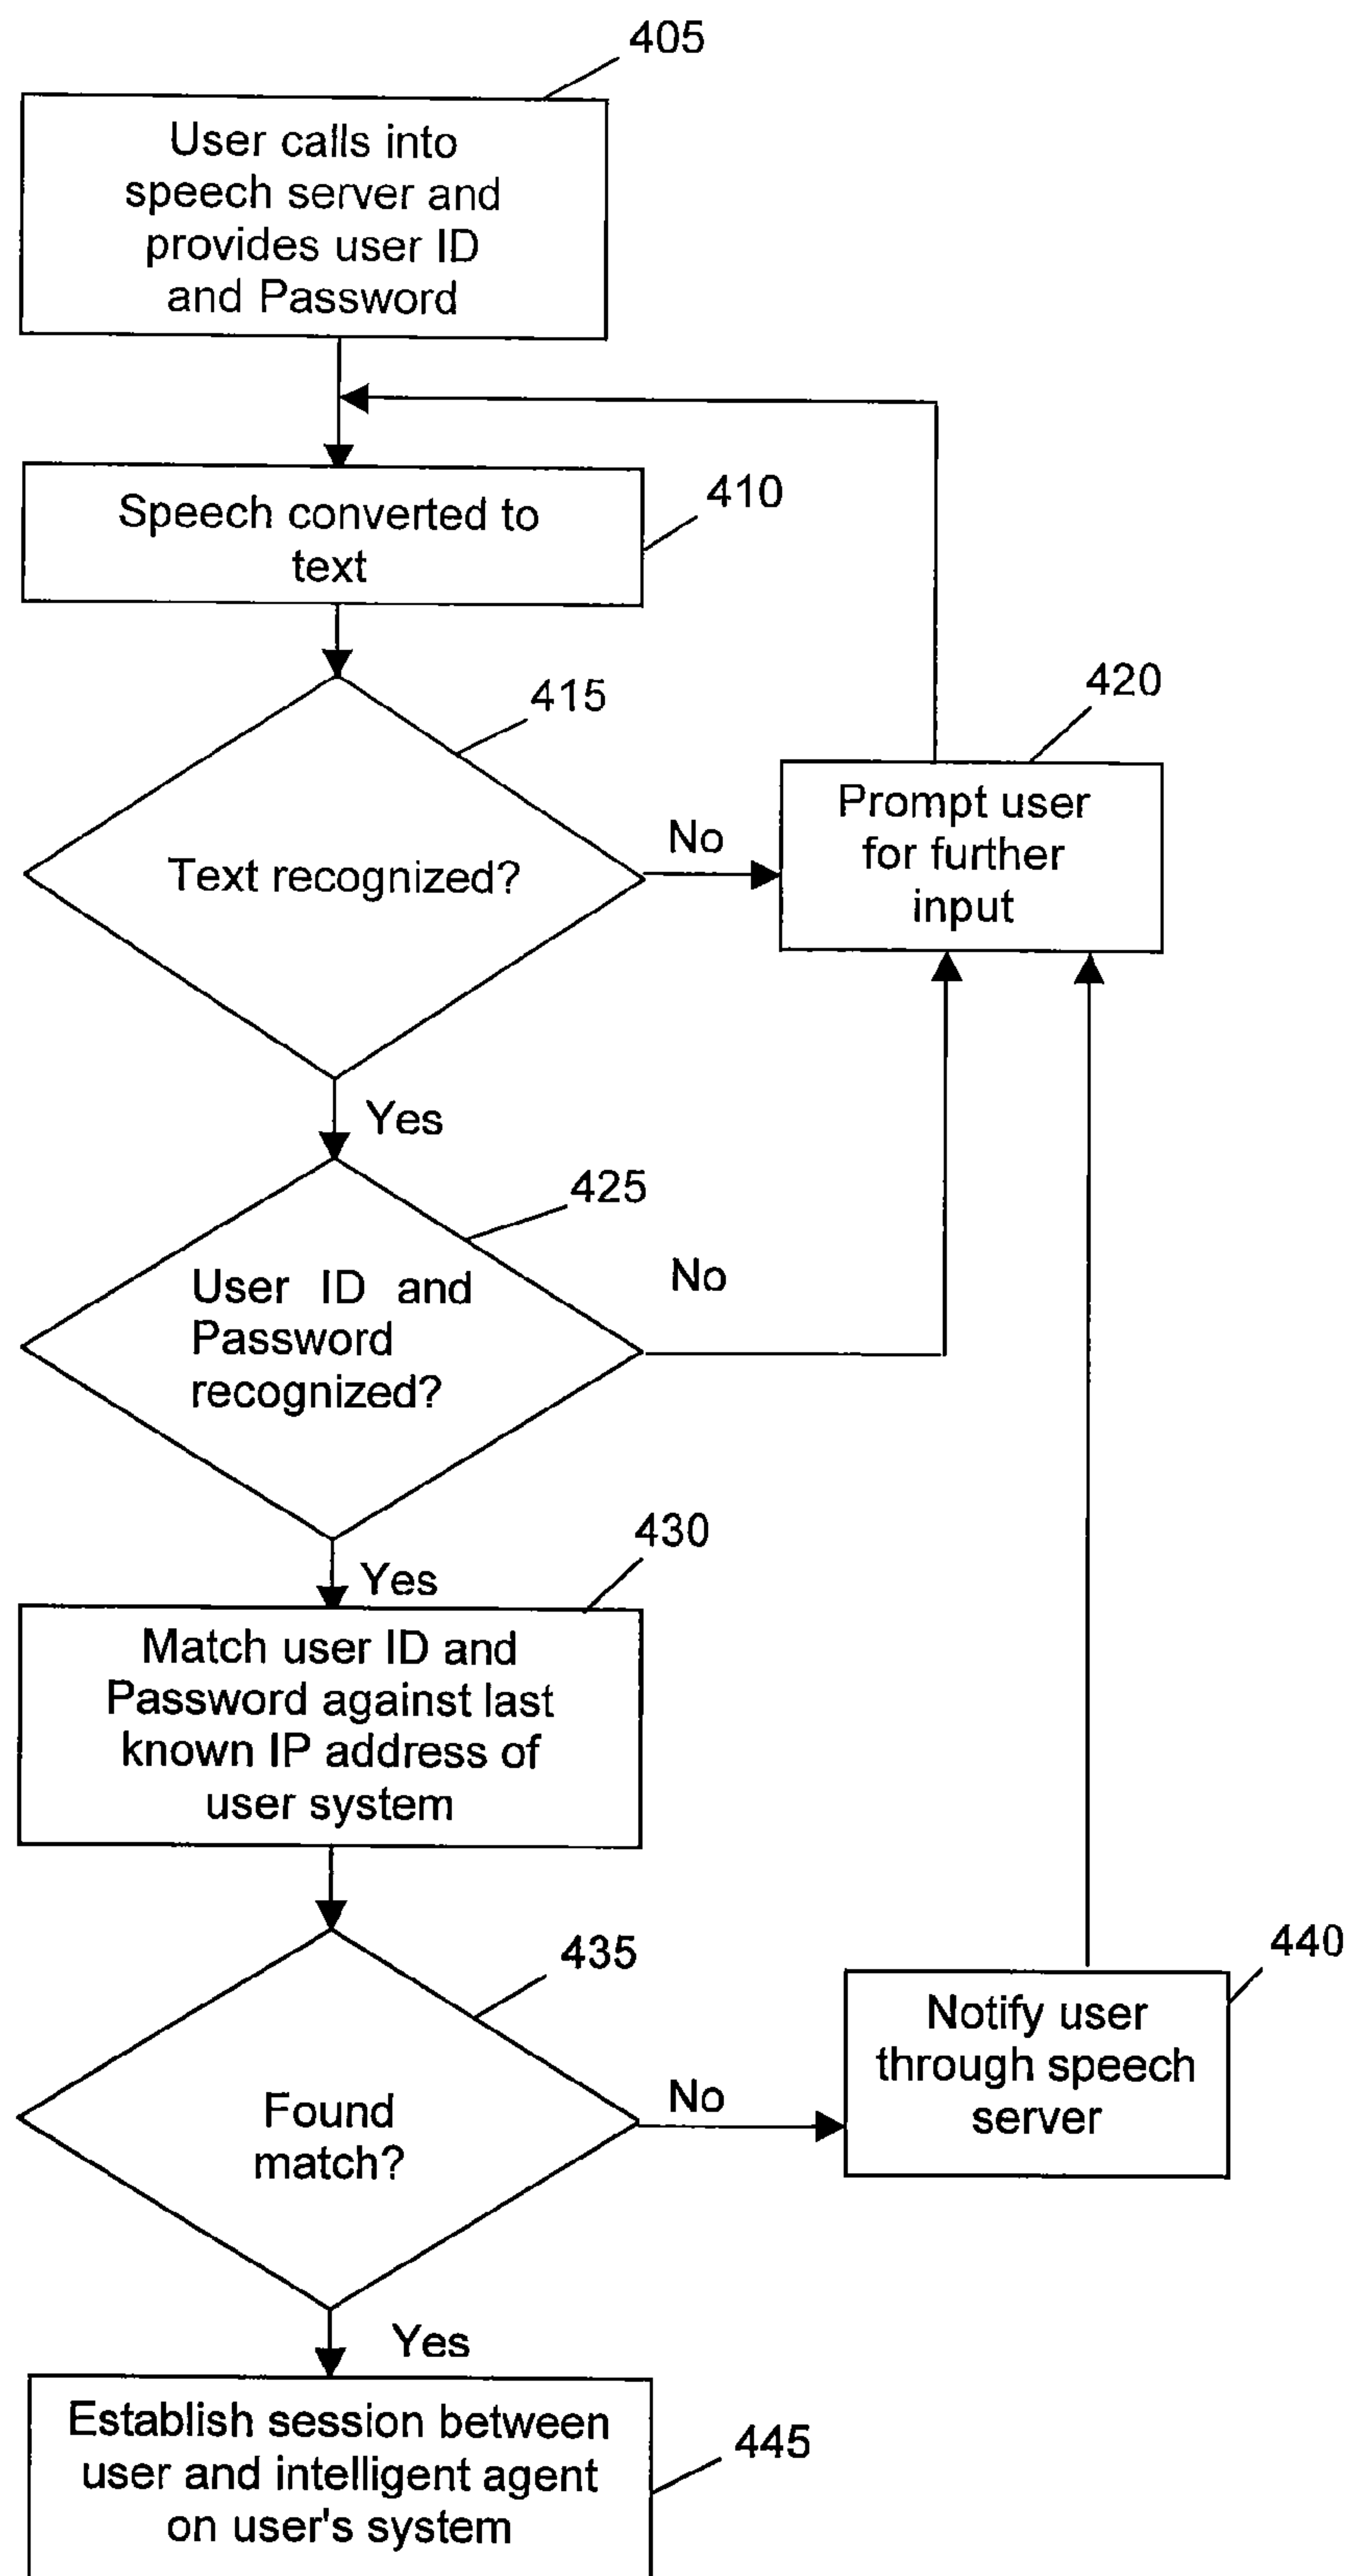 405
User calls into
speech server and
provides user ID
and Password
Speech converted to
text
410
415
Text recognized?
No
420
Prompt user
for further
input
Yes
425
User ID and
Password
recognized?
No
Yes
430
Match user ID and
Password against last
known IP address of
user system
435
Found
match?
No
440
Notify user
through speech
server
Yes
Establish session between
user and intelligent agent
on user's system
445